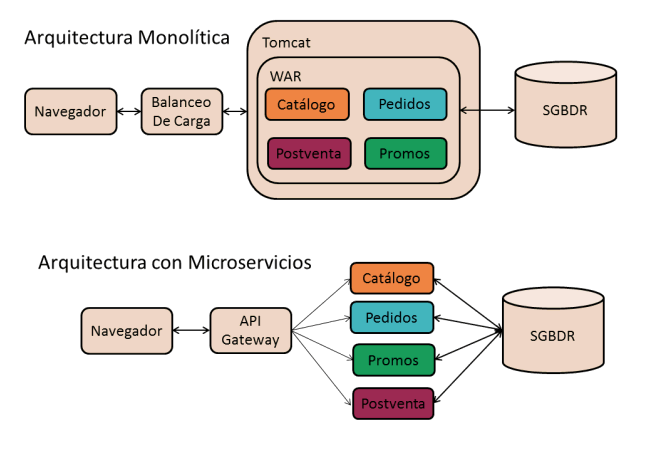 Arquitectura Monolítica
Tomcat
WAR
Navegador
Balanceo
De Carga
Catálogo
Pedidos
Postventa
Promos
SGBDR
Arquitectura con Microservicios
Navegador
API
Gateway
Catálogo
Pedidos
Promos
Postventa
SGBDR